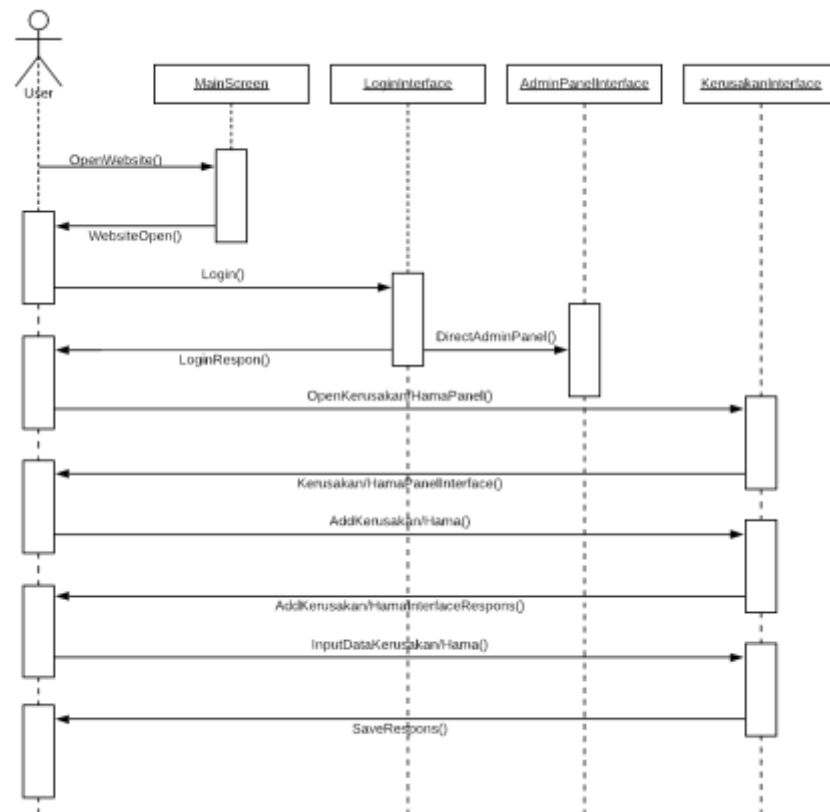 User
MainScreen
LoginInterface
AdminPanelInterface
KerusakanInterface
OpenWebsite()
WebsiteOpen()
Login()
DirectAdminPanel()
LoginRespon()
OpenKerusakan/HamaPanel()
Kerusakan/HamaPanelInterface()
AddKerusakan/Hama()
AddKerusakan/HamaInterfaceRespons()
InputDataKerusakan/Hama()
SaveRespons()